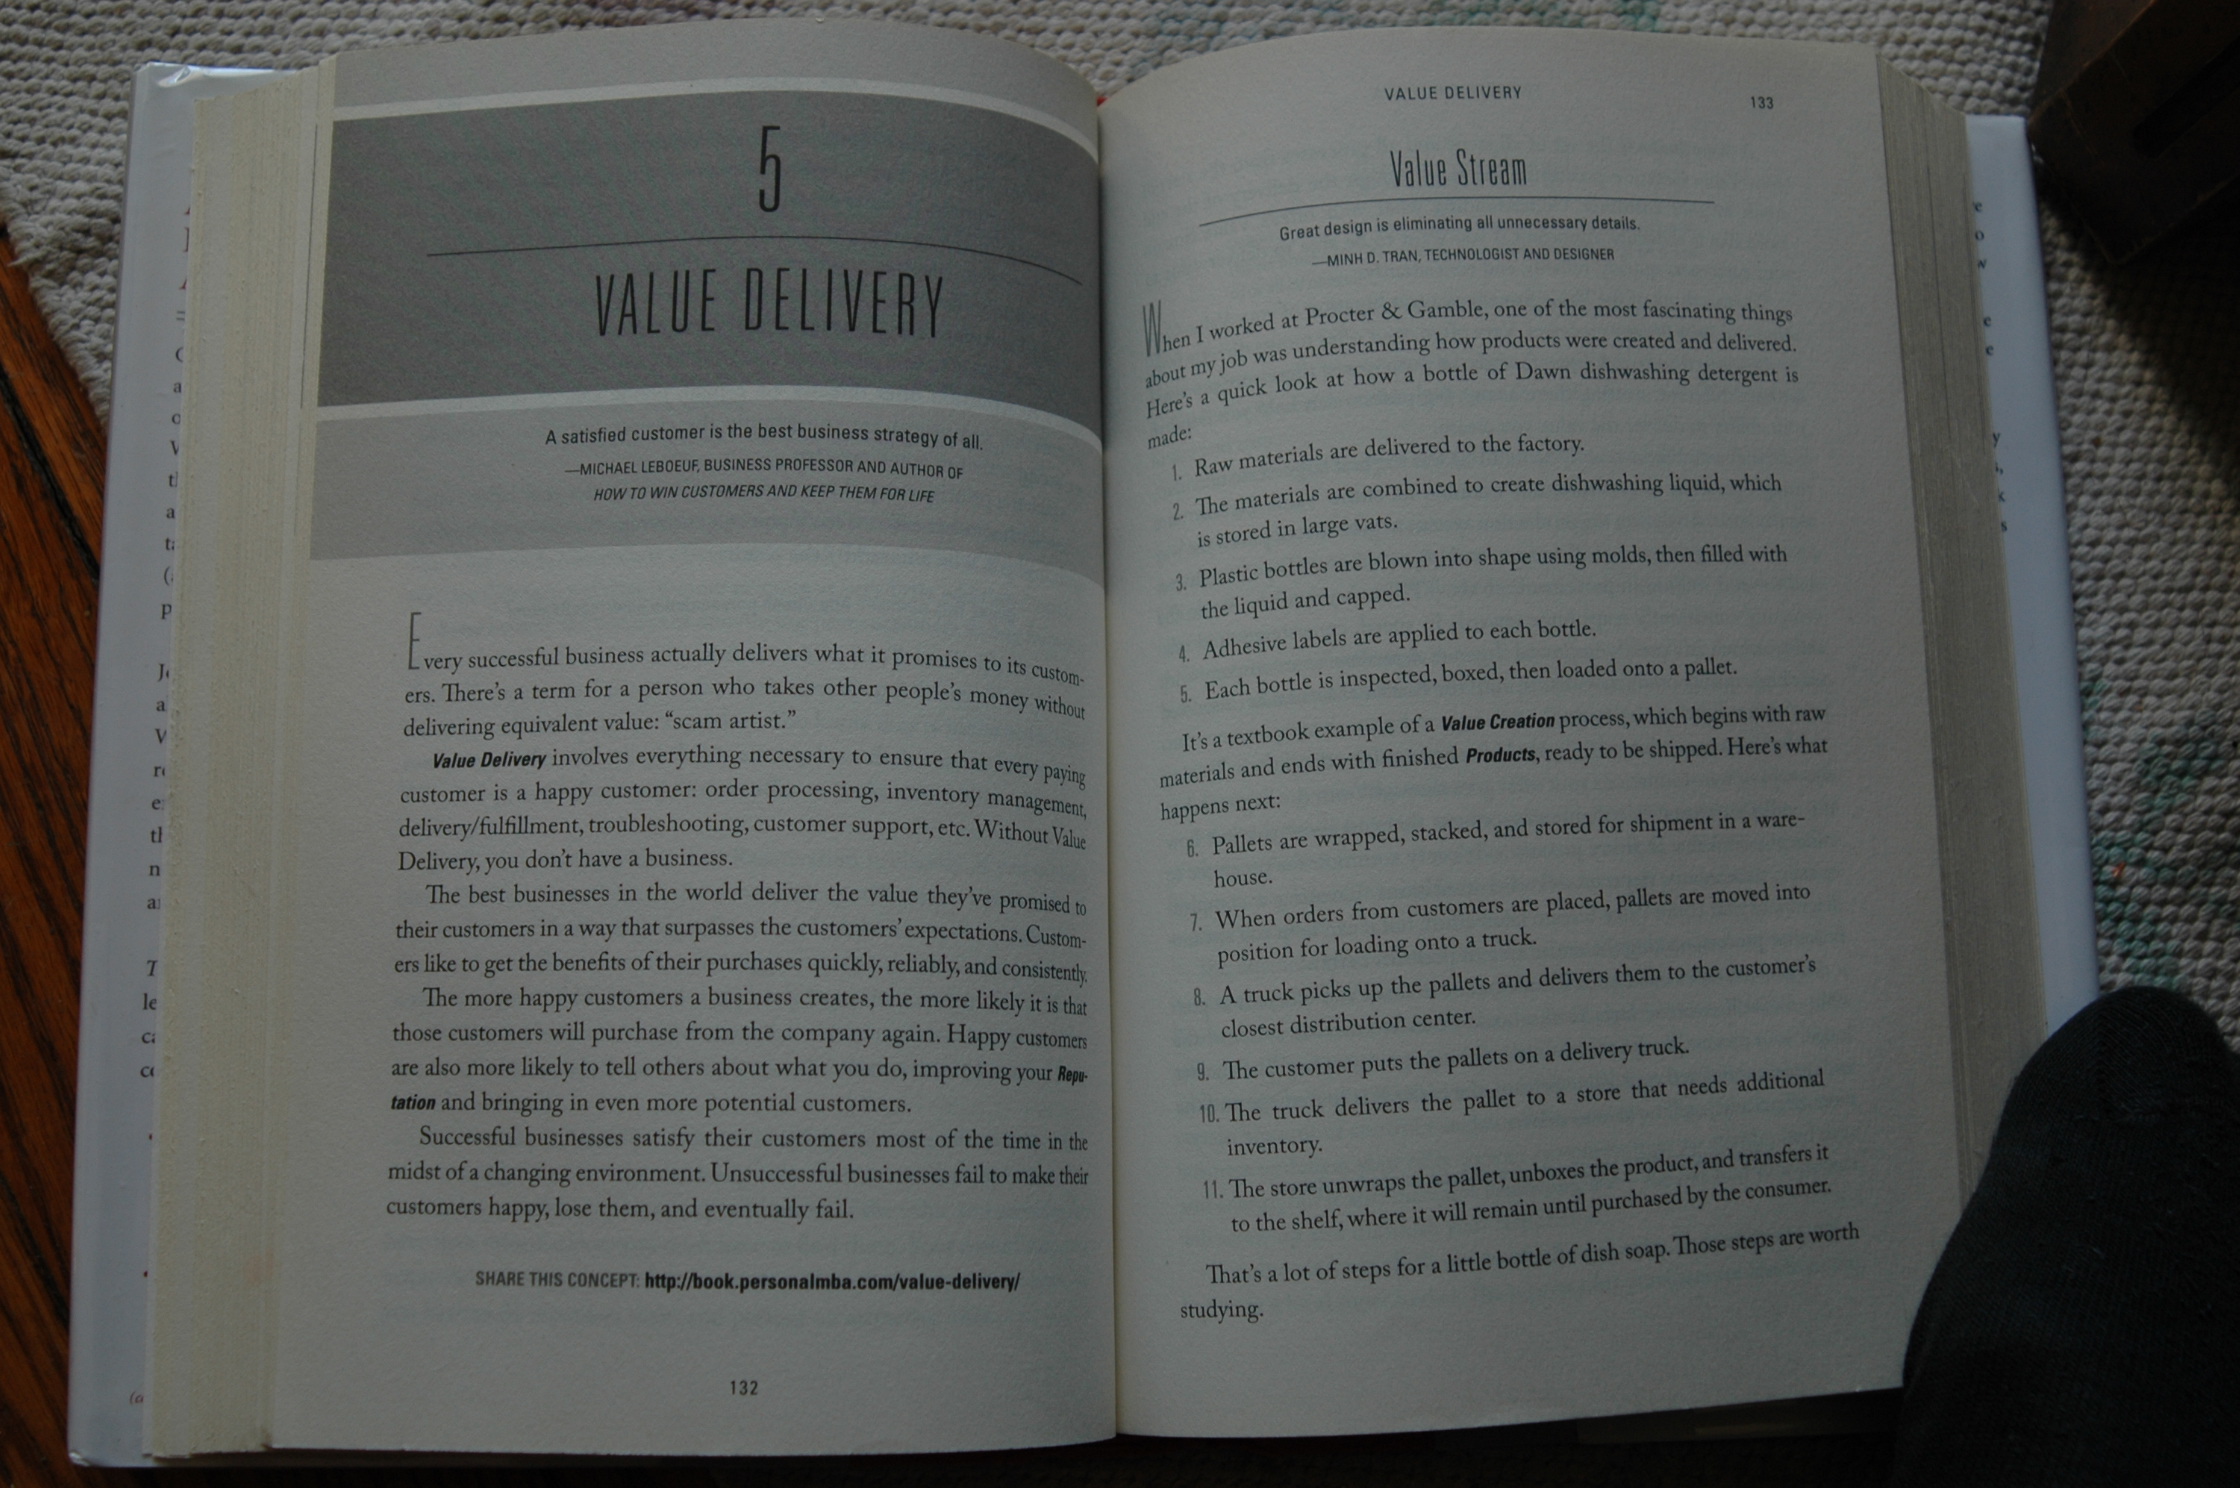 5
VALUE DELIVERY
A satisfied customer is the best business strategy of all.
—MICHAEL LEBOEUF, BUSINESS PROFESSOR AND AUTHOR OF
HOW TO WIN CUSTOMERS AND KEEP THEM FOR LIFE
Every successful business actually delivers what it promises to its custom-
ers. There's a term for a person who takes other people's money without
delivering equivalent value: “scam artist.”
Value Delivery involves everything necessary to ensure that every paying
customer is a happy customer: order processing, inventory management,
delivery/fulfillment, troubleshooting, customer support, etc. Without Value
Delivery, you don't have a business.
The best businesses in the world deliver the value they've promised to
their customers in a way that surpasses the customers' expectations. Custom-
ers like to get the benefits of their purchases quickly, reliably, and consistently.
The more happy customers a business creates, the more likely it is that
those customers will purchase from the company again. Happy customers
are also more likely to tell others about what you do, improving your Repu-
tation and bringing in even more potential customers.
Successful businesses satisfy their customers most of the time in the
midst of a changing environment. Unsuccessful businesses fail to make their
customers happy, lose them, and eventually fail.
SHARE THIS CONCEPT: http://book.personalmba.com/value-delivery/
132
VALUE DELIVERY
133
Value Stream
Great design is eliminating all unnecessary details.
—MINH D. TRAN, TECHNOLOGIST AND DESIGNER
When I worked at Procter & Gamble, one of the most fascinating things
about my job was understanding how products were created and delivered.
Here's a quick look at how a bottle of Dawn dishwashing detergent is
made:
1. Raw materials are delivered to the factory.
2. The materials are combined to create dishwashing liquid, which
is stored in large vats.
3. Plastic bottles are blown into shape using molds, then filled with
the liquid and capped.
4. Adhesive labels are applied to each bottle.
5. Each bottle is inspected, boxed, then loaded onto a pallet.
It's a textbook example of a Value Creation process, which begins with raw
materials and ends with finished Products, ready to be shipped. Here's what
happens next:
6. Pallets are wrapped, stacked, and stored for shipment in a ware-
house.
7. When orders from customers are placed, pallets are moved into
position for loading onto a truck.
8. A truck picks up the pallets and delivers them to the customer's
closest distribution center.
9. The customer puts the pallets on a delivery truck.
10. The truck delivers the pallet to a store that needs additional
inventory.
11. The store unwraps the pallet, unboxes the product, and transfers it
to the shelf, where it will remain until purchased by the consumer.
That's a lot of steps for a little bottle of dish soap. Those steps are worth
studying.